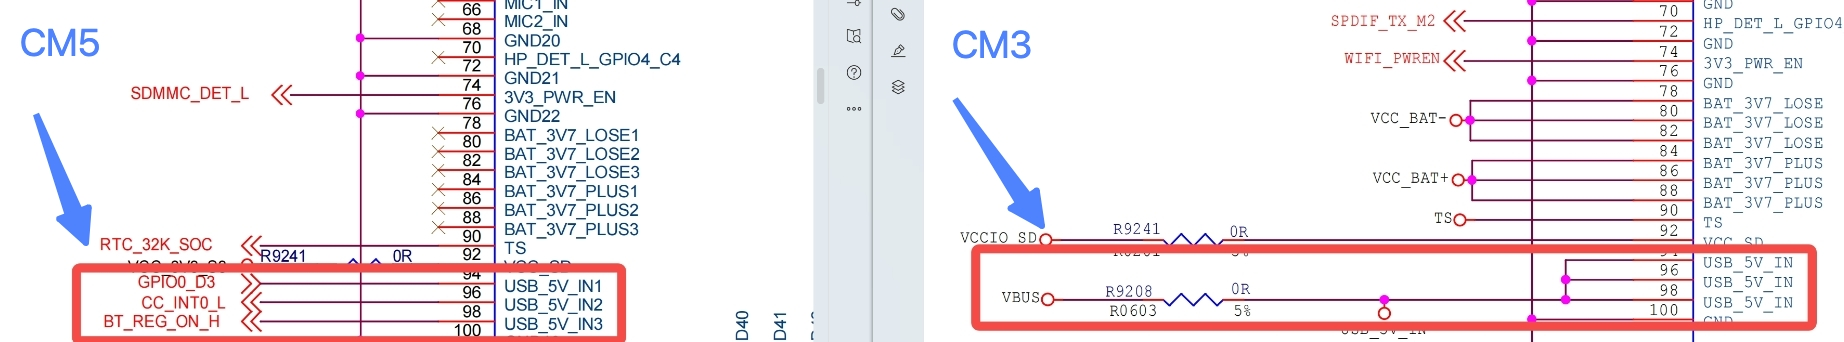 CM5
66
MIC1_IN
MIC2_IN
68
GND20
70
HP_DET_L_GPIO4_C4
72
GND21
74
SDMMC_DET_L
3V3_PWR_EN
76
GND22
78
BAT_3V7_LOSE1
80
BAT_3V7_LOSE2
82
BAT_3V7_LOSE3
84
BAT_3V7_PLUS1
86
BAT_3V7_PLUS2
88
BAT_3V7_PLUS3
90
RTC_32K_SOC
TS
92
R9241 0R
94
GPIO0_D3
USB_5V_IN1
96
CC_INT0_L
USB_5V_IN2
98
BT_REG_ON_H
USB_5V_IN3
100
D40
D41
CM3
GND
70
SPDIF_TX_M2
HP_DET_L_GPIO4
72
GND
74
WIFI_PWREN
3V3_PWR_EN
76
GND
78
BAT_3V7_LOSE
80
VCC_BAT-
BAT_3V7_LOSE
82
BAT_3V7_LOSE
84
BAT_3V7_PLUS
86
VCC_BAT+
BAT_3V7_PLUS
88
BAT_3V7_PLUS
90
TS
TS
92
VCCIO_SD
R9241 0R
VCC_SD
94
USB_5V_IN
96
USB_5V_IN
98
VBUS
R9208 0R
USB_5V_IN
R0603 5%
100
GND
USB_5V_IN